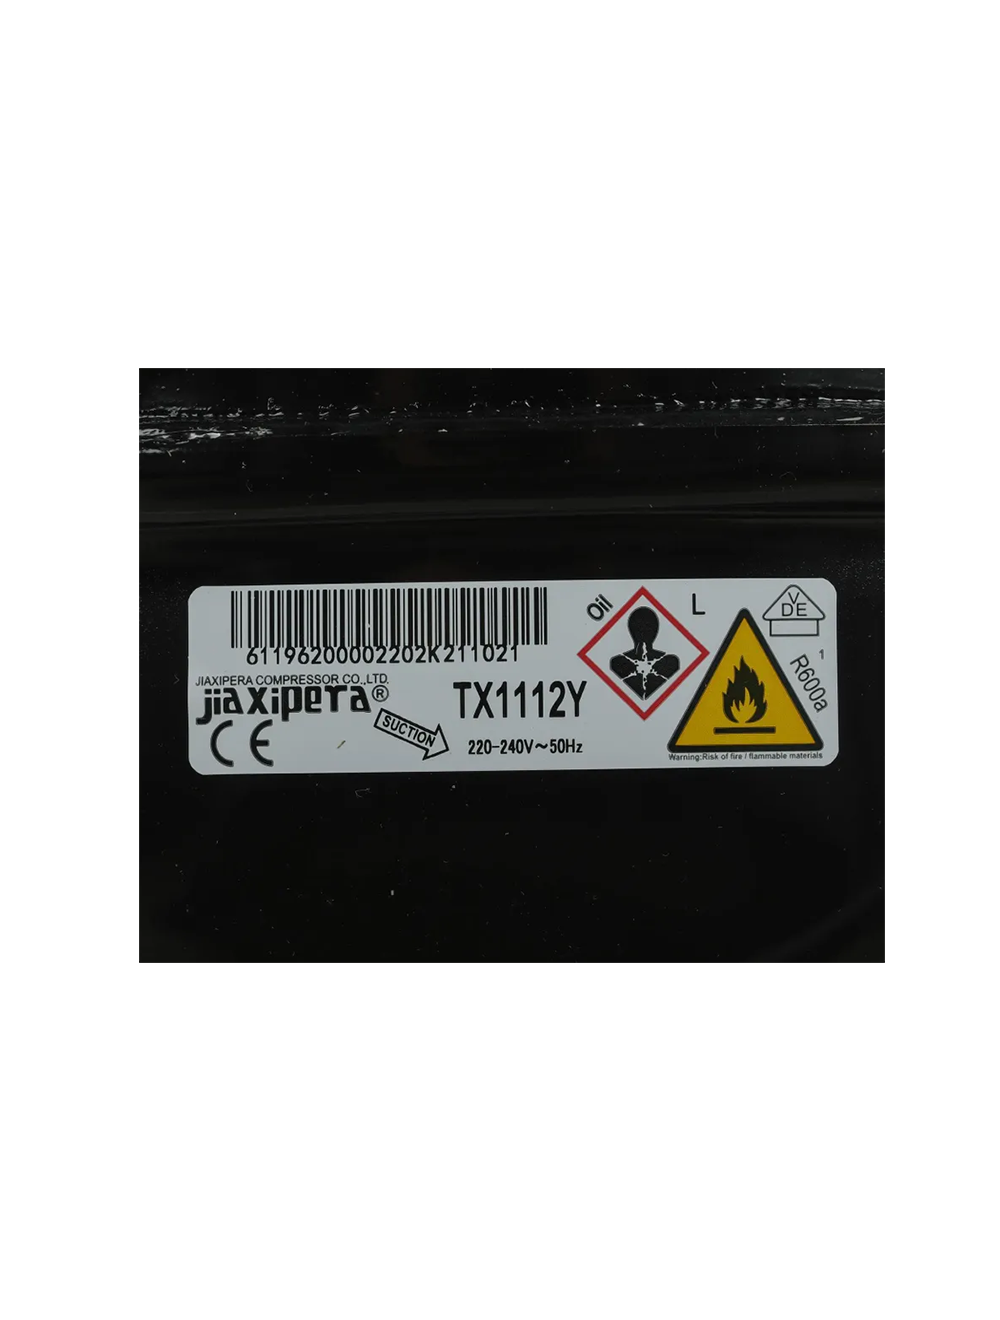 61196200002202K211021
JIAXIPERA COMPRESSOR CO.,LTD.
jiaxipera®
CE
SUCTION
TX1112Y
220-240V~50Hz
Oil
L
VDE
1
R600a
Warning:Risk of fire / flammable materials